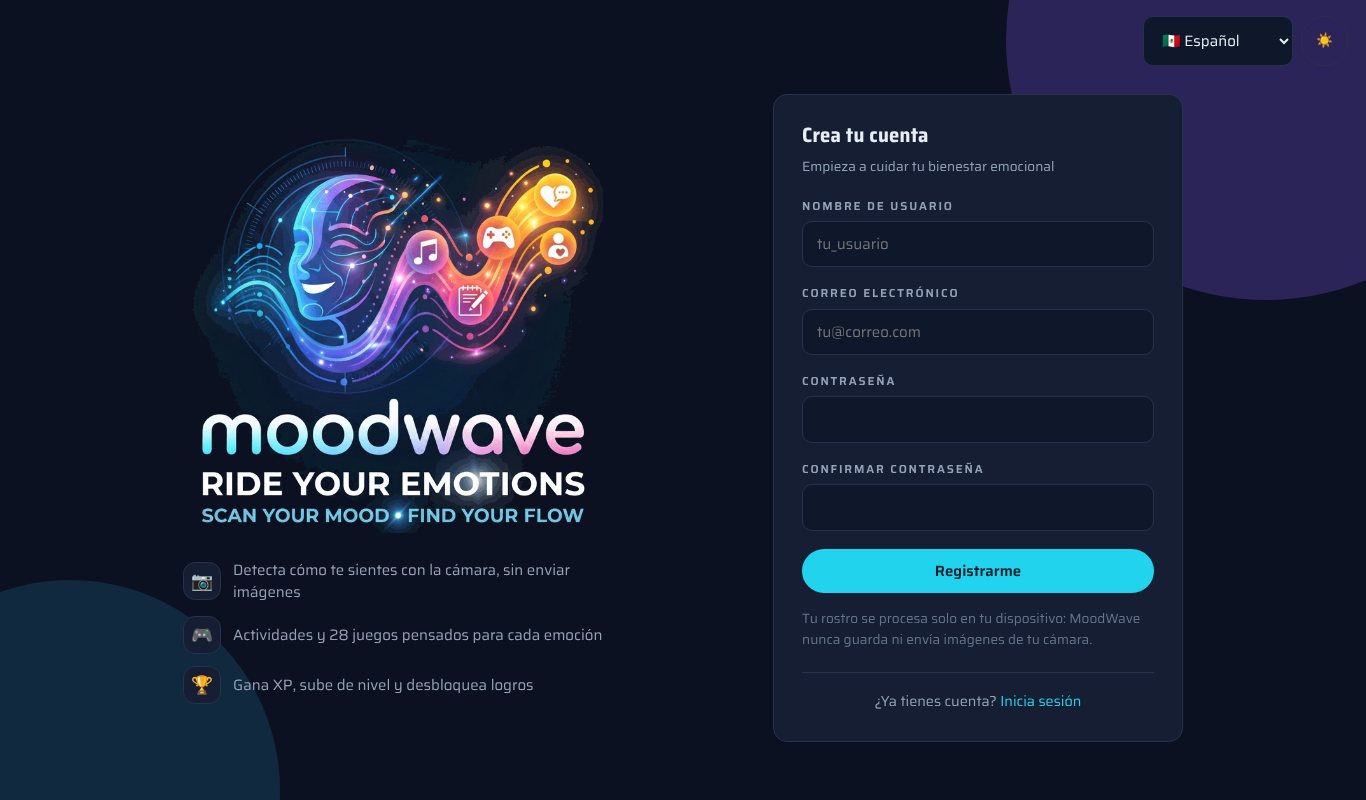 Español
moodwave
RIDE YOUR EMOTIONS
SCAN YOUR MOOD • FIND YOUR FLOW
Detecta cómo te sientes con la cámara, sin enviar
imágenes
Actividades y 28 juegos pensados para cada emoción
Gana XP, sube de nivel y desbloquea logros
Crea tu cuenta
Empieza a cuidar tu bienestar emocional
NOMBRE DE USUARIO
tu_usuario
CORREO ELECTRÓNICO
tu@correo.com
CONTRASEÑA
CONFIRMAR CONTRASEÑA
Registrarme
Tu rostro se procesa solo en tu dispositivo: MoodWave
nunca guarda ni envía imágenes de tu cámara.
¿Ya tienes cuenta? Inicia sesión